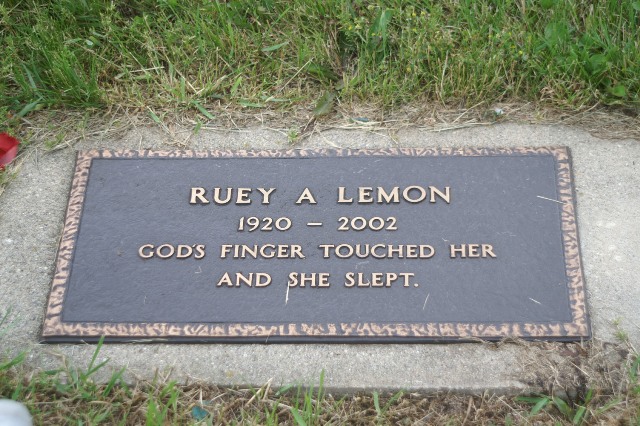 RUEY A LEMON
1920 – 2002
GOD'S FINGER TOUCHED HER
AND SHE SLEPT.